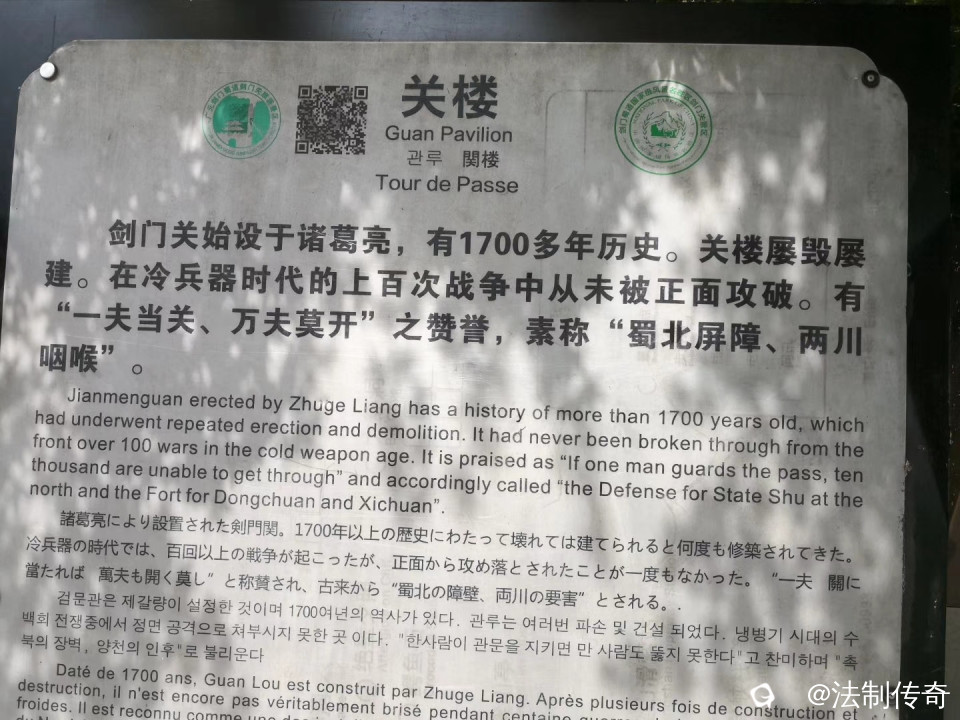 关楼
Guan Pavilion
관루 関楼
Tour de Passe
剑门关始设于诸葛亮，有1700多年历史。关楼屡毁屡
建。在冷兵器时代的上百次战争中从未被正面攻破。有
“一夫当关、万夫莫开”之赞誉，素称“蜀北屏障、两川
咽喉”。
Jianmenguan erected by Zhuge Liang has a history of more than 1700 years old, which
had underwent repeated erection and demolition. It had never been broken through from the
front over 100 wars in the cold weapon age. It is praised as “If one man guards the pass, ten
thousand are unable to get through” and accordingly called “the Defense for State Shu at the
north and the Fort for Dongchuan and Xichuan”.
諸葛亮により設置された剣門関。1700年以上の歴史にわたって壊れては建てられると何度も修築されてきた。
冷兵器の時代では、百回以上の戦争が起こったが、正面から攻め落とされたことが一度もなかった。“一夫 關に
當たれば 萬夫も開く莫し”と称賛され、古来から“蜀北の障壁、両川の要害”とされる。.
검문관은 제갈량이 설정한 것이며 1700여년의 역사가 있다. 관루는 여러번 파손 및 건설 되었다. 냉병기 시대의 수
백회 전쟁중에서 정면 공격으로 쳐부시지 못한 곳 이다. "한사람이 관문을 지키면 만 사람도 뚫지 못한다"고 찬미하며 "촉
북의 장벽, 양천의 인후"로 불리운다
Daté de 1700 ans, Guan Lou est construit par Zhuge Liang. Après plusieurs fois de construction et
destruction, il n'est encore pas véritablement brisé pendant centaine
froides. Il est reconnu comme une
@法制传奇